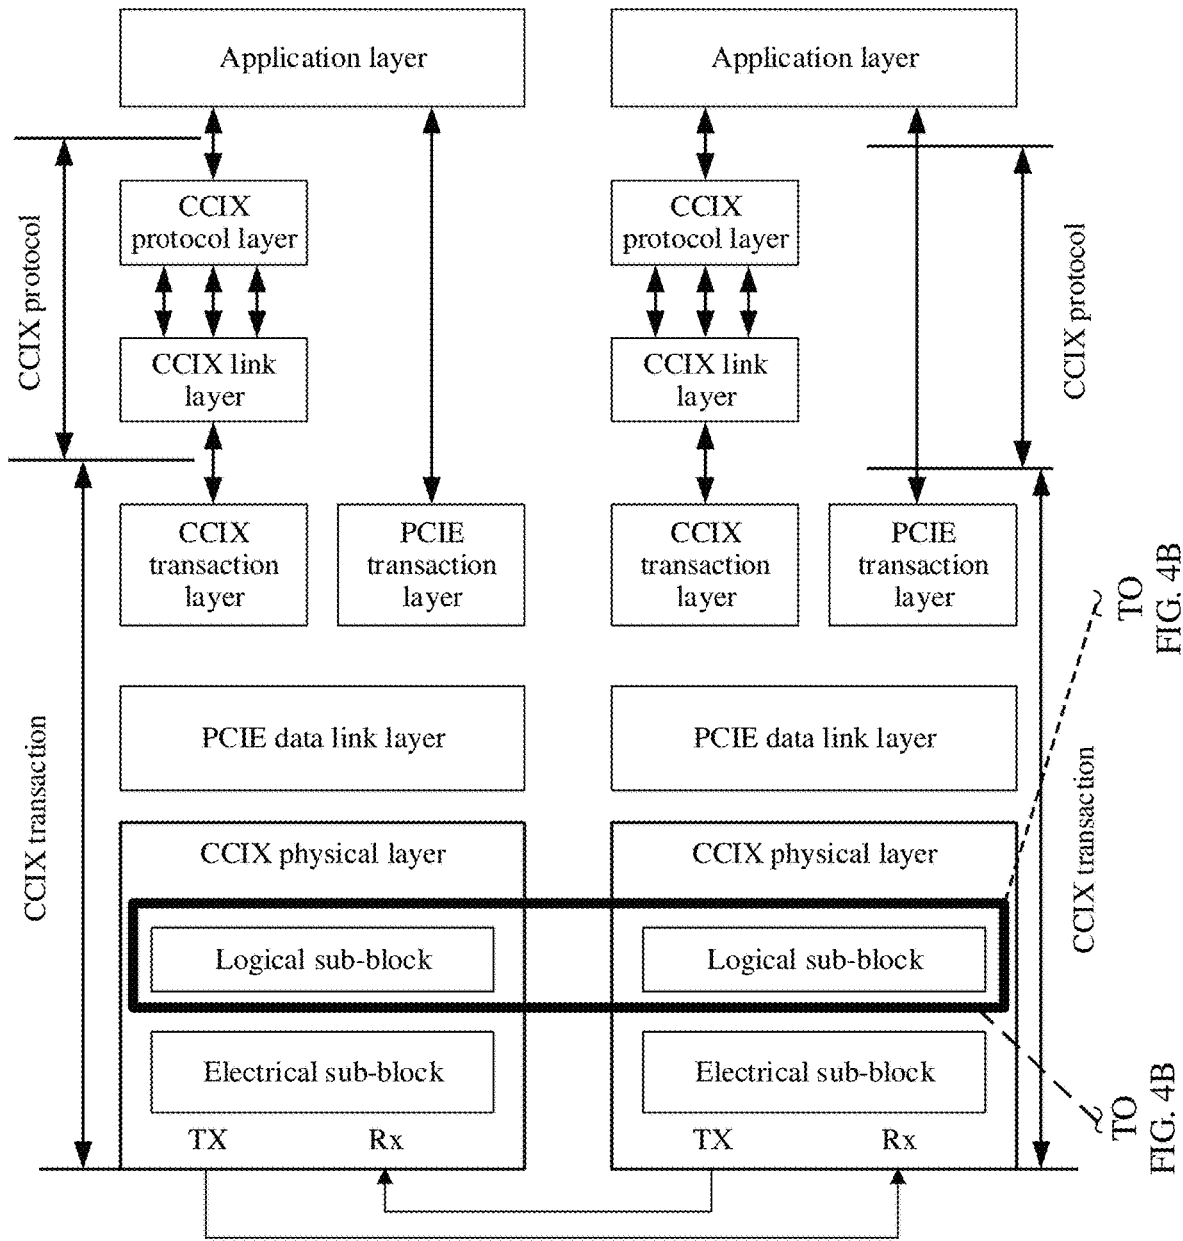 Application layer
Application layer
CCIX protocol
CCIX
protocol layer
CCIX
protocol layer
CCIX protocol
CCIX link
layer
CCIX link
layer
CCIX
transaction
layer
PCIE
transaction
layer
CCIX
transaction
layer
PCIE
transaction
layer
TO
FIG. 4B
CCIX transaction
PCIE data link layer
PCIE data link layer
CCIX transaction
CCIX physical layer
CCIX physical layer
Logical sub-block
Logical sub-block
Electrical sub-block
Electrical sub-block
TX
Rx
TX
Rx
TO
FIG. 4B